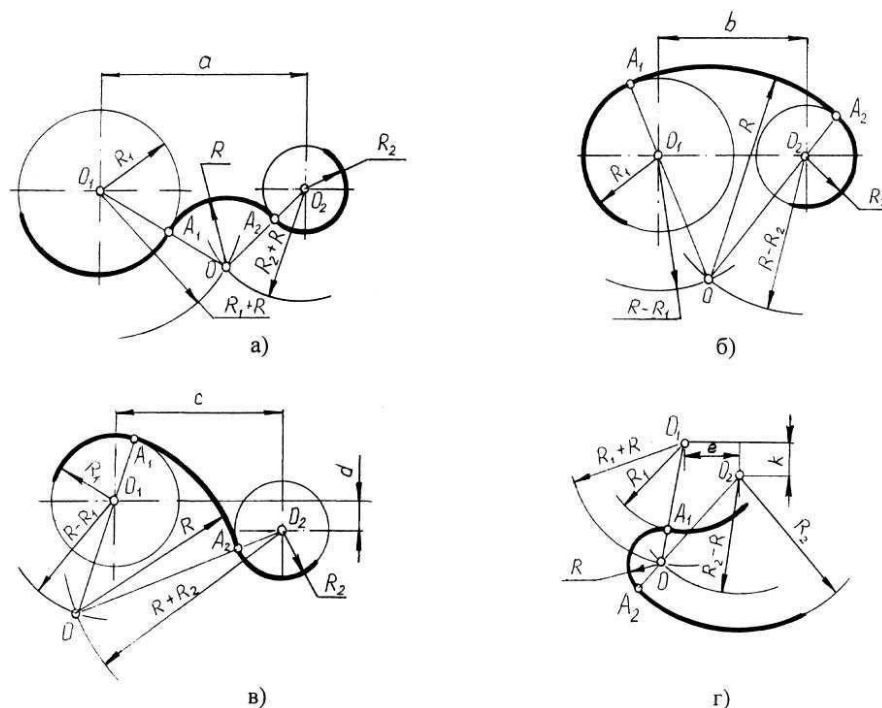 a
R₁
R
R₂
O₁
O₂
A₁
A₂
O
R₂+R
R₁+R
а)
b
A₁
A₂
R
O₁
O₂
R₁
R-R₂
O
R-R₁
б)
c
A₁
d
R₁
O₁
R-R₁
R
O₂
A₂
R+R₂
R₂
O
в)
O₁
e
k
R₁+R
R₁
O₂
A₁
R₂
R
O
R₂-R
A₂
г)